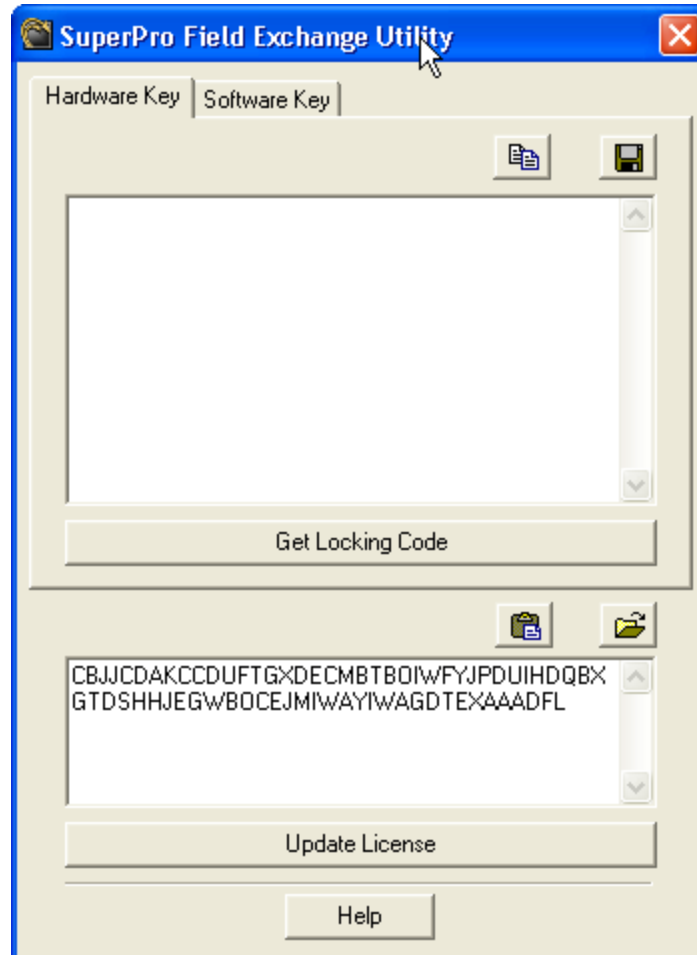 SuperPro Field Exchange Utility
Hardware Key
Software Key
Get Locking Code
CBJJCDAKCCDUFTGXDECMBTBOIWFYJPDUIHDQBX
GTDSHHJEGWBOCEJMIWAYIWAGDTEXAAADFL
Update License
Help